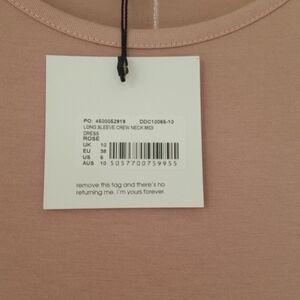 PO: 4500052919 DDC10065-10
LONG SLEEVE CREW NECK MIDI
DRESS
ROSE
UK 10
EU 38
US 6
AUS 10
5057700759955
remove this tag and there's no
returning me. I'm yours forever.